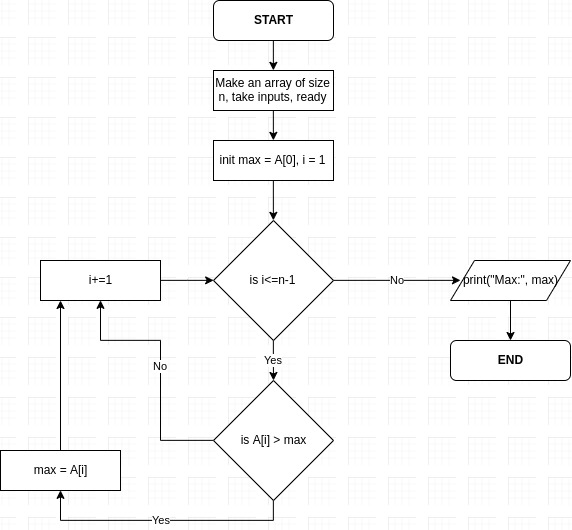 START
Make an array of size
n, take inputs, ready
init max = A[0], i = 1
i+=1
is i<=n-1
No
print("Max:", max)
Yes
END
No
is A[i] > max
max = A[i]
Yes